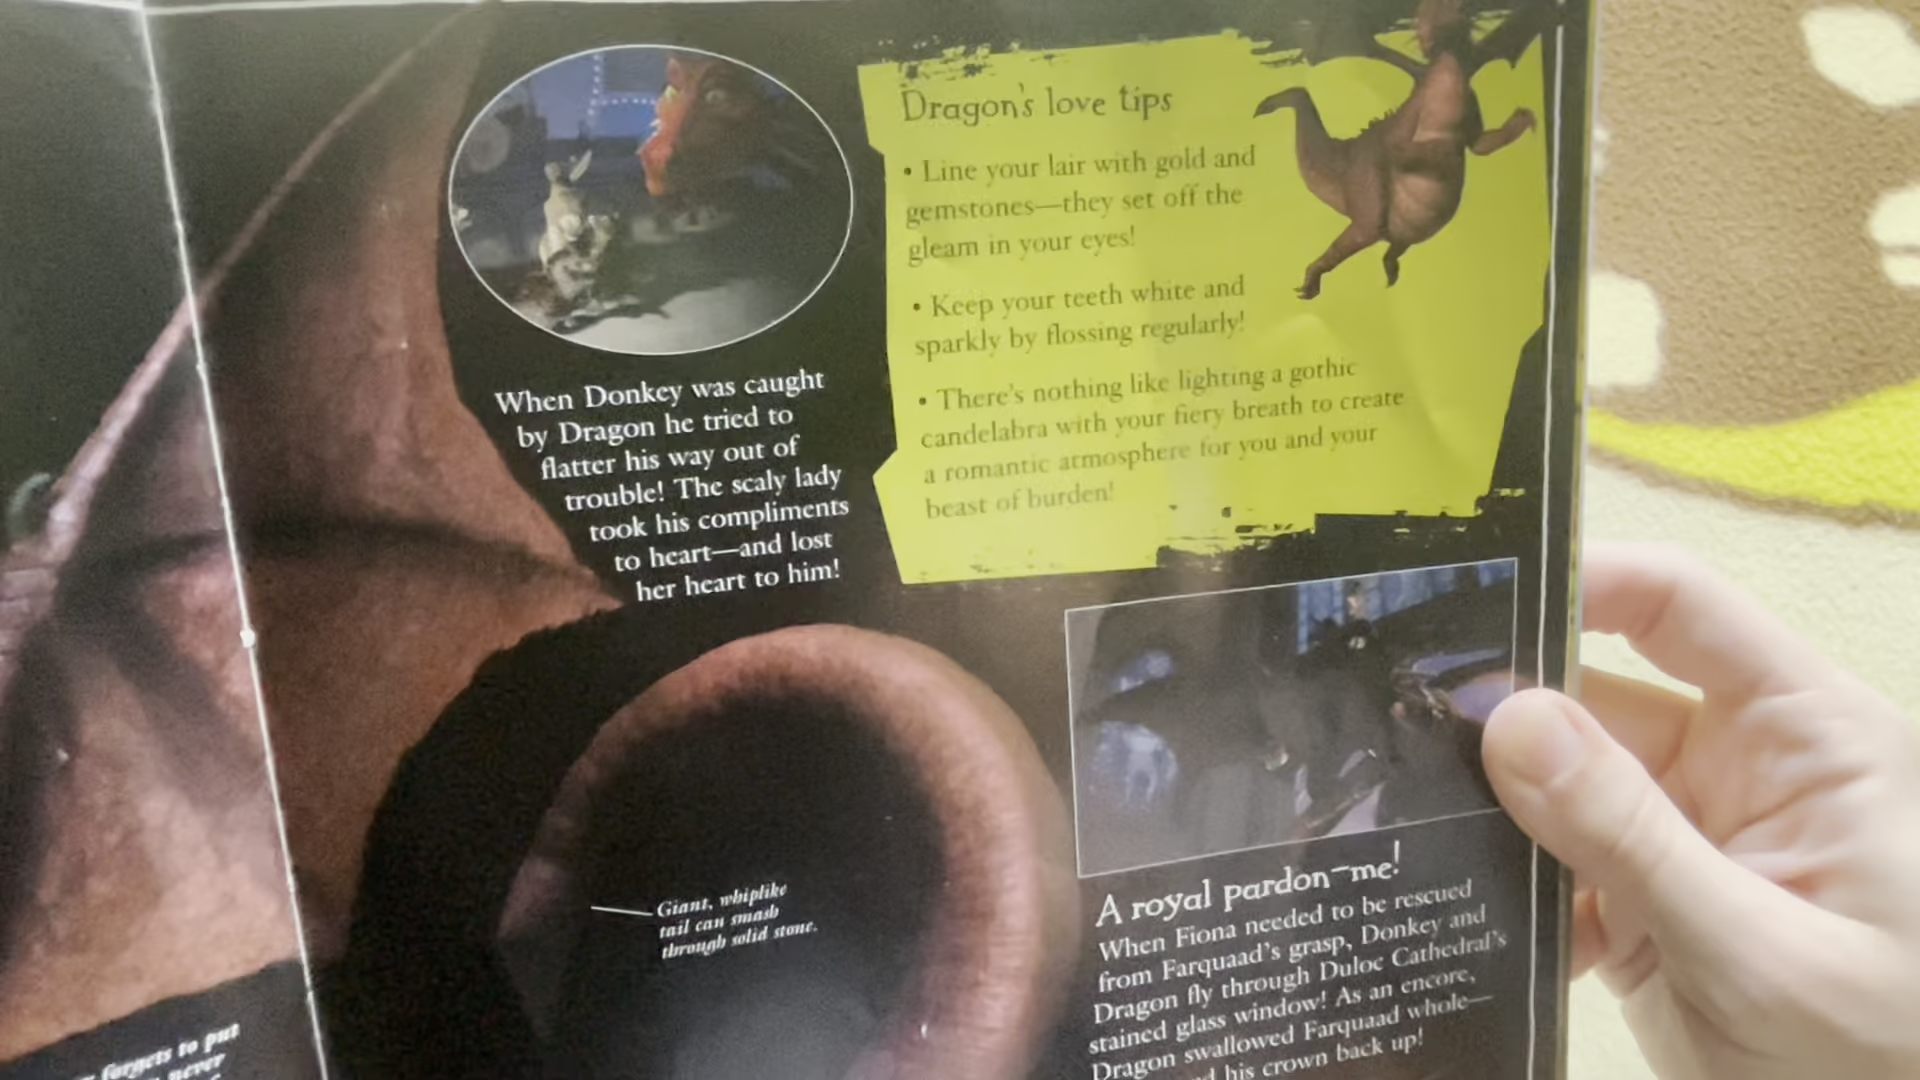 When Donkey was caught
by Dragon he tried to
flatter his way out of
trouble! The scaly lady
took his compliments
to heart—and lost
her heart to him!
Dragon's love tips
• Line your lair with gold and
gemstones—they set off the
gleam in your eyes!
• Keep your teeth white and
sparkly by flossing regularly!
• There's nothing like lighting a gothic
candelabra with your fiery breath to create
a romantic atmosphere for you and your
beast of burden!
Giant, whiplike
tail can smash
through solid stone.
A royal pardon—me!
When Fiona needed to be rescued
from Farquaad's grasp, Donkey and
Dragon fly through Duloc Cathedral's
stained glass window! As an encore,
Dragon swallowed Farquaad whole—
his crown back up!
forgets to put
never